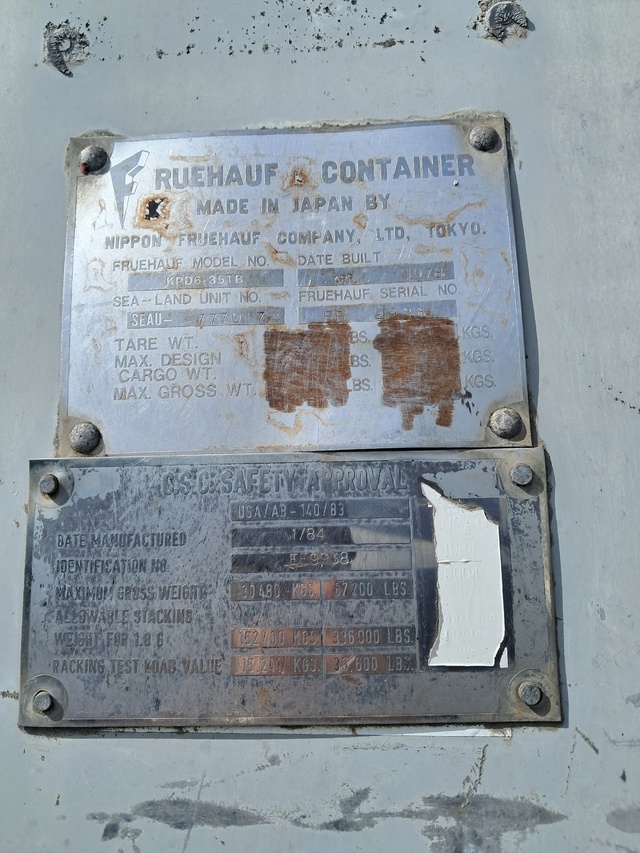 FRUEHAUF CONTAINER
MADE IN JAPAN BY
NIPPON FRUEHAUF COMPANY, LTD, TOKYO.
FRUEHAUF MODEL NO. DATE BUILT
KPD6-35TB
SEA-LAND UNIT NO. FRUEHAUF SERIAL NO.
SEAU-
TARE WT. LBS. KGS.
MAX. DESIGN
CARGO WT. LBS. KGS.
MAX. GROSS WT. LBS. KGS.
C.S.C. SAFETY APPROVAL
USA/AB-140/83
DATE MANUFACTURED 1/84
IDENTIFICATION NO.
MAXIMUM GROSS WEIGHT 30480 KGS 67200 LBS.
ALLOWABLE STACKING
WEIGHT FOR 1.8 G 152400 KGS. 336000 LBS.
RACKING TEST LOAD VALUE 15240 KGS. 33600 LBS.